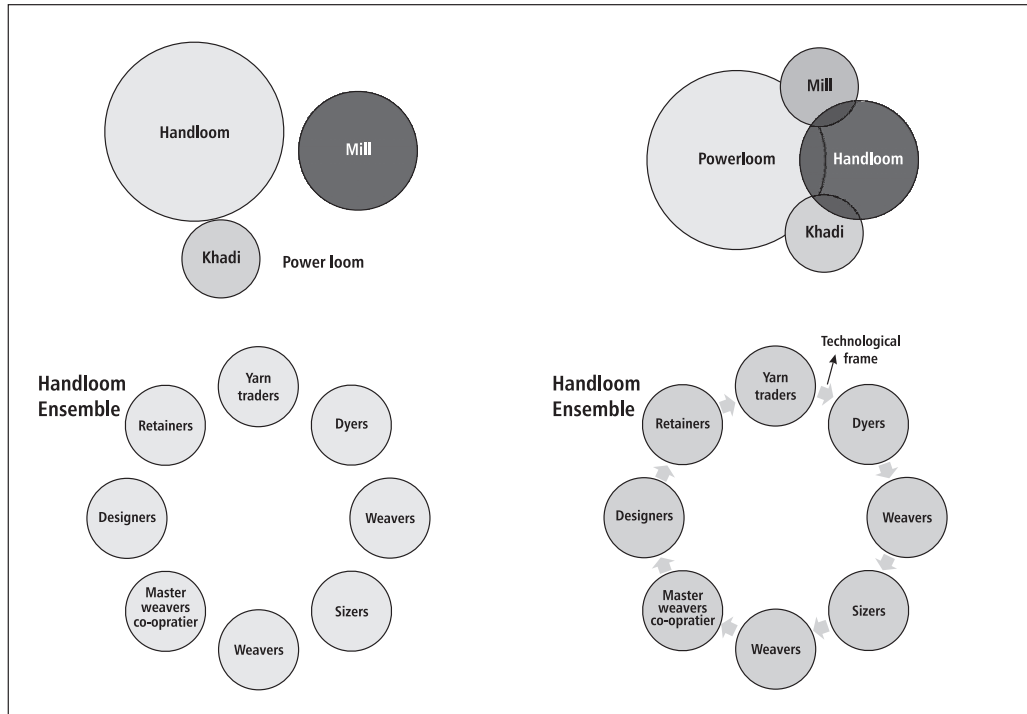 Handloom
Mill
Khadi
Power loom
Mill
Powerloom
Handloom
Khadi
Handloom
Ensemble
Yarn
traders
Dyers
Weavers
Sizers
Weavers
Master
weavers
co-opratier
Designers
Retainers
Technological
frame
Handloom
Ensemble
Yarn
traders
Dyers
Weavers
Sizers
Weavers
Master
weavers
co-opratier
Designers
Retainers